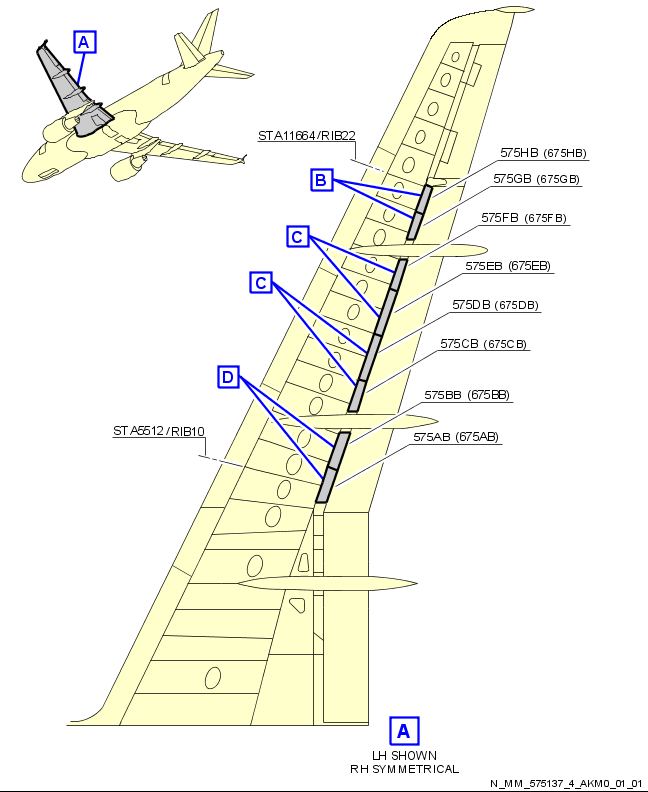 A
STA11664/RIB22
575HB (675HB)
B
575GB (675GB)
575FB (675FB)
C
575EB (675EB)
C
575DB (675DB)
575CB (675CB)
D
575BB (675BB)
STA5512/RIB10
575AB (675AB)
A
LH SHOWN
RH SYMMETRICAL
N_MM_575137_4_AKM0_01_01